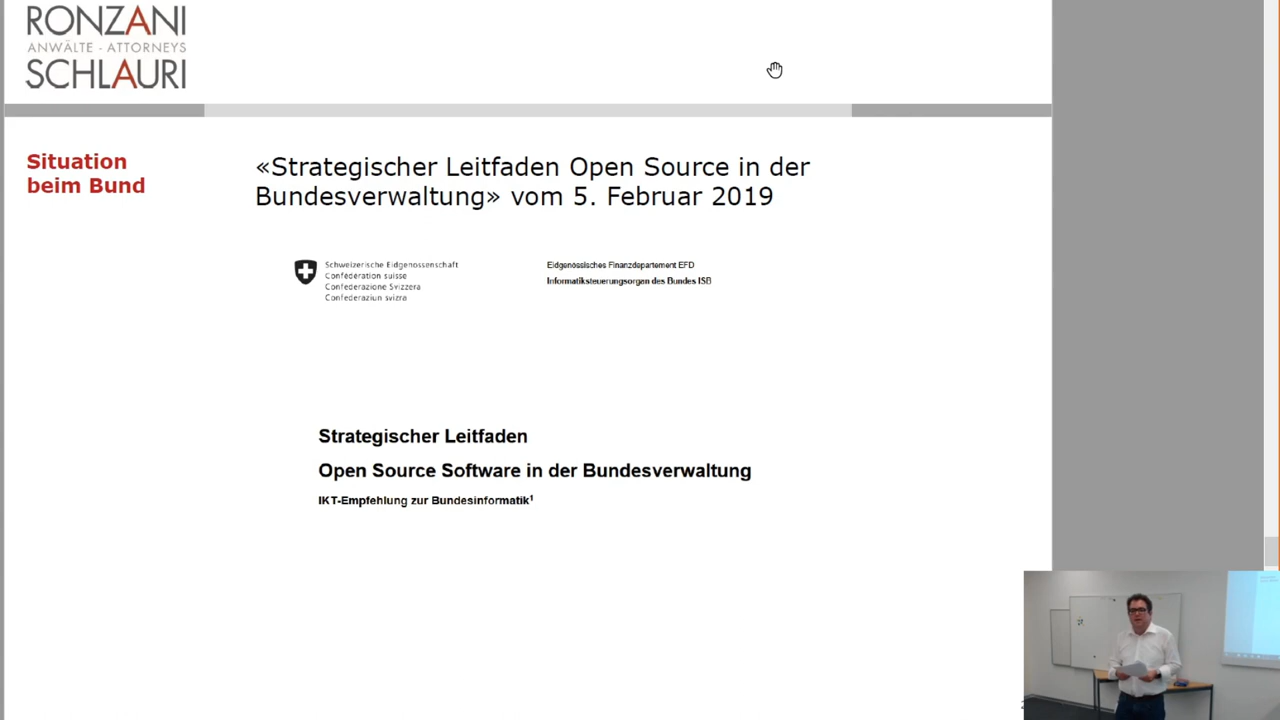 RONZANI
ANWÄLTE - ATTORNEYS
SCHLAURI
Situation
beim Bund
«Strategischer Leitfaden Open Source in der
Bundesverwaltung» vom 5. Februar 2019
Schweizerische Eidgenossenschaft
Confédération suisse
Confederazione Svizzera
Confederaziun svizra
Eidgenössisches Finanzdepartement EFD
Informatiksteuerungsorgan des Bundes ISB
Strategischer Leitfaden
Open Source Software in der Bundesverwaltung
IKT-Empfehlung zur Bundesinformatik¹